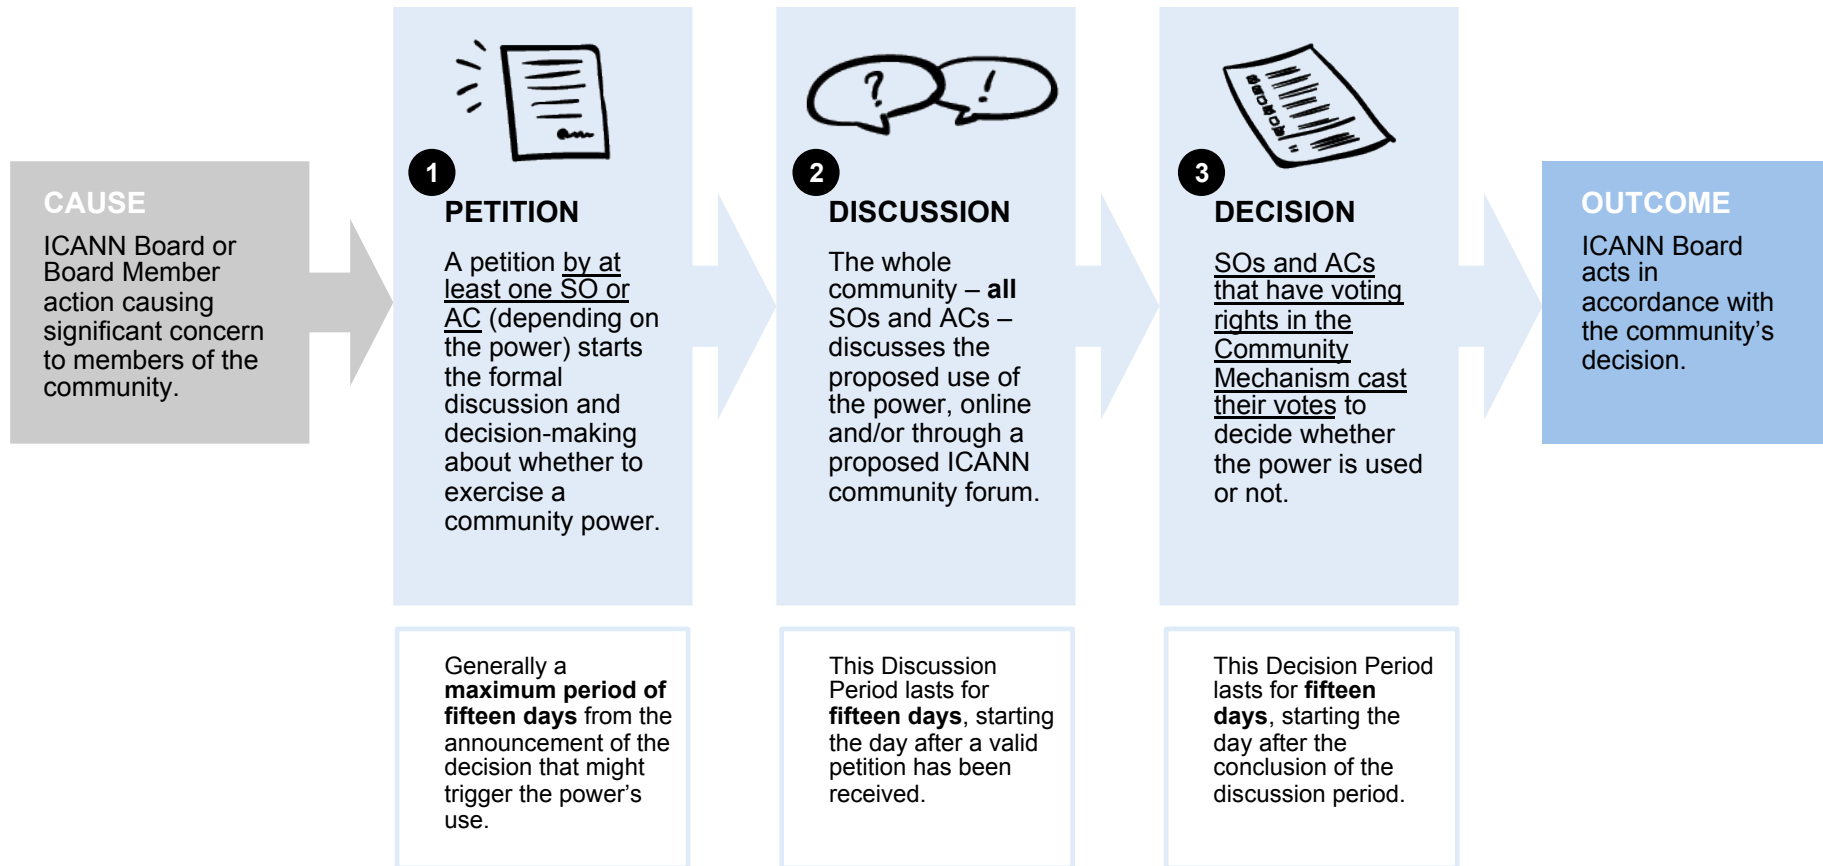 CAUSE
ICANN Board or
Board Member
action causing
significant concern
to members of the
community.
1
PETITION
A petition by at
least one SO or
AC (depending on
the power) starts
the formal
discussion and
decision-making
about whether to
exercise a
community power.
Generally a
maximum period of
fifteen days from the
announcement of the
decision that might
trigger the power’s
use.
?
!
2
DISCUSSION
The whole
community – all
SOs and ACs –
discusses the
proposed use of
the power, online
and/or through a
proposed ICANN
community forum.
This Discussion
Period lasts for
fifteen days, starting
the day after a valid
petition has been
received.
3
DECISION
SOs and ACs
that have voting
rights in the
Community
Mechanism cast
their votes to
decide whether
the power is used
or not.
This Decision Period
lasts for fifteen
days, starting the
day after the
conclusion of the
discussion period.
OUTCOME
ICANN Board
acts in
accordance with
the community’s
decision.